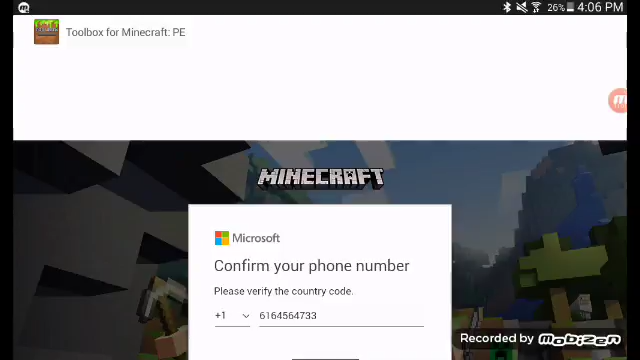 26% 4:06 PM
Toolbox for Minecraft: PE
MINECRAFT
Microsoft
Confirm your phone number
Please verify the country code.
+1 6164564733
Recorded by MOBIZEN